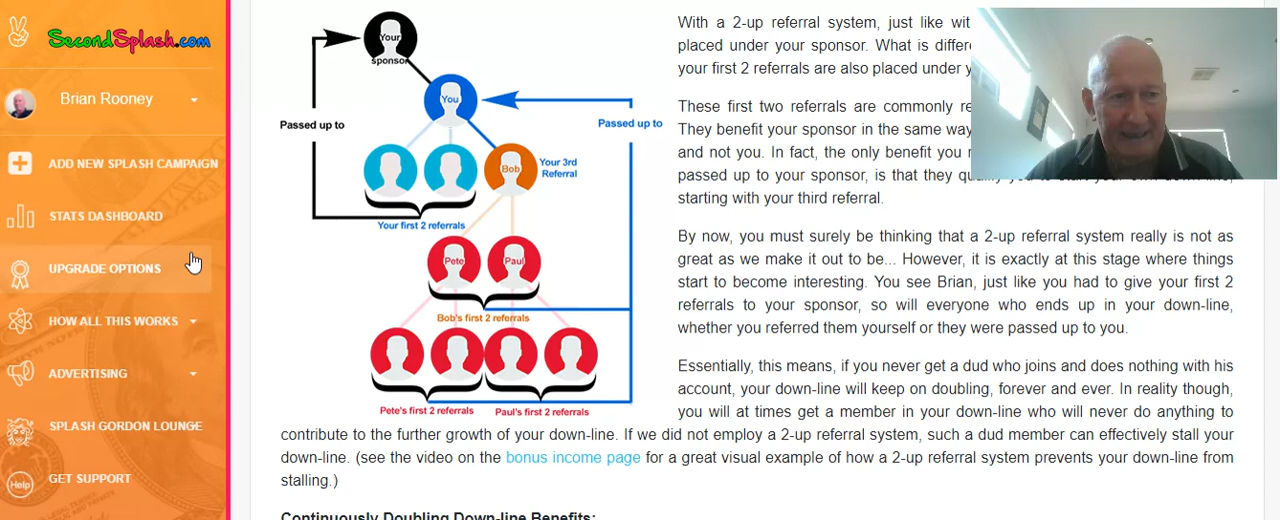 SecondSplash.com
Brian Rooney
ADD NEW SPLASH CAMPAIGN
STATS DASHBOARD
UPGRADE OPTIONS
HOW ALL THIS WORKS
ADVERTISING
SPLASH GORDON LOUNGE
Help
GET SUPPORT
Your
sponsor
You
Passed up to
Passed up to
Bob
Your 3rd
Referral
Your first 2 referrals
Pete
Paul
Bob's first 2 referrals
Pete's first 2 referrals
Paul's first 2 referrals
With a 2-up referral system, just like
placed under your sponsor. What is
your first 2 referrals are also placed under
These first two referrals are commonly
They benefit your sponsor in the same way
and not you. In fact, the only benefit you
passed up to your sponsor, is that they
starting with your third referral.
By now, you must surely be thinking that a 2-up referral system really is not as
great as we make it out to be... However, it is exactly at this stage where things
start to become interesting. You see Brian, just like you had to give your first 2
referrals to your sponsor, so will everyone who ends up in your down-line,
whether you referred them yourself or they were passed up to you.
Essentially, this means, if you never get a dud who joins and does nothing with his
account, your down-line will keep on doubling, forever and ever. In reality though,
you will at times get a member in your down-line who will never do anything to
contribute to the further growth of your down-line. If we did not employ a 2-up referral system, such a dud member can effectively stall your
down-line. (see the video on the bonus income page for a great visual example of how a 2-up referral system prevents your down-line from
stalling.)
Continuously Doubling Down-line Benefits: